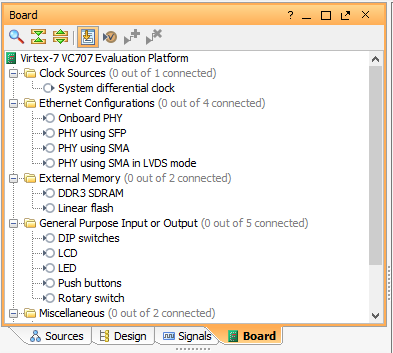 Board
Virtex-7 VC707 Evaluation Platform
Clock Sources (0 out of 1 connected)
System differential clock
Ethernet Configurations (0 out of 4 connected)
Onboard PHY
PHY using SFP
PHY using SMA
PHY using SMA in LVDS mode
External Memory (0 out of 2 connected)
DDR3 SDRAM
Linear flash
General Purpose Input or Output (0 out of 5 connected)
DIP switches
LCD
LED
Push buttons
Rotary switch
Miscellaneous (0 out of 2 connected)
Sources Design Signals Board